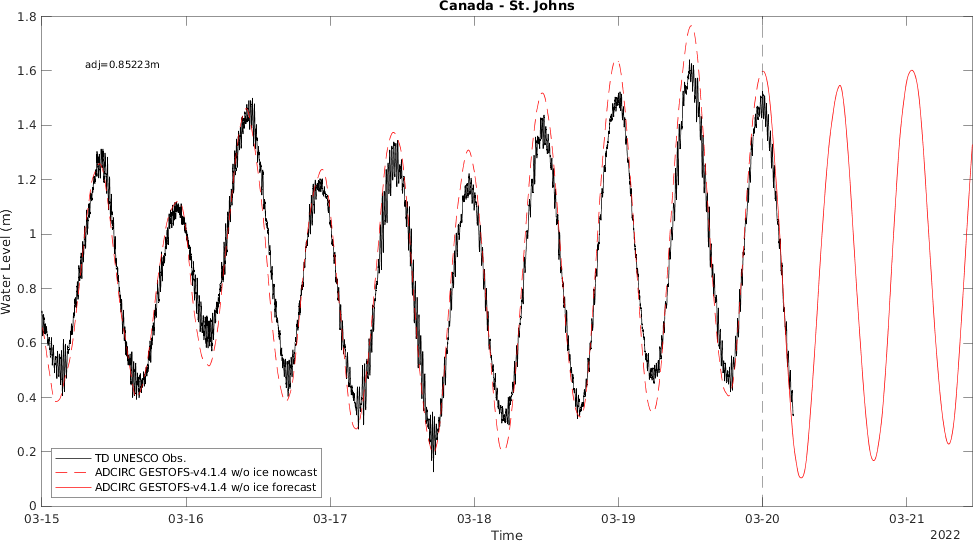 Canada - St. Johns
1.8
1.6
1.4
1.2
1
0.8
0.6
0.4
0.2
0
Water Level (m)
adj=0.85223m
TD UNESCO Obs.
ADCIRC GESTOFS-v4.1.4 w/o ice nowcast
ADCIRC GESTOFS-v4.1.4 w/o ice forecast
03-15 03-16 03-17 03-18 03-19 03-20 03-21
Time
2022